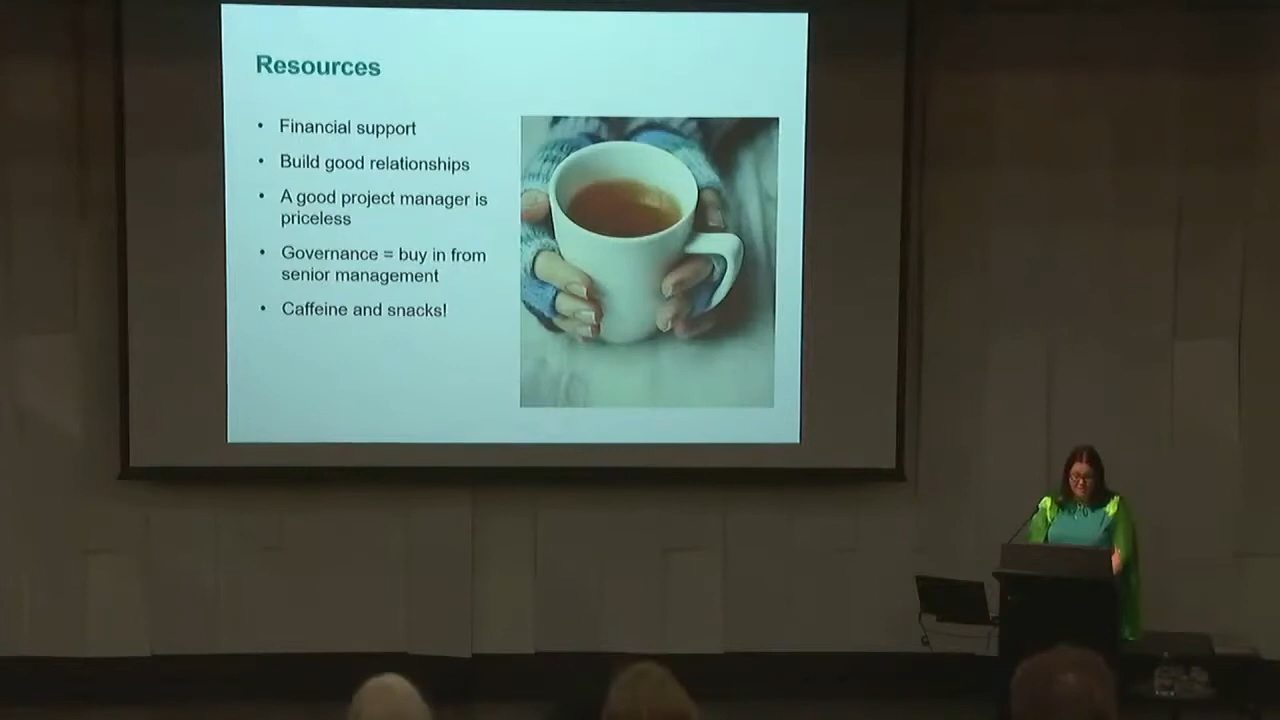 Resources
• Financial support
• Build good relationships
• A good project manager is
priceless
• Governance = buy in from
senior management
• Caffeine and snacks!